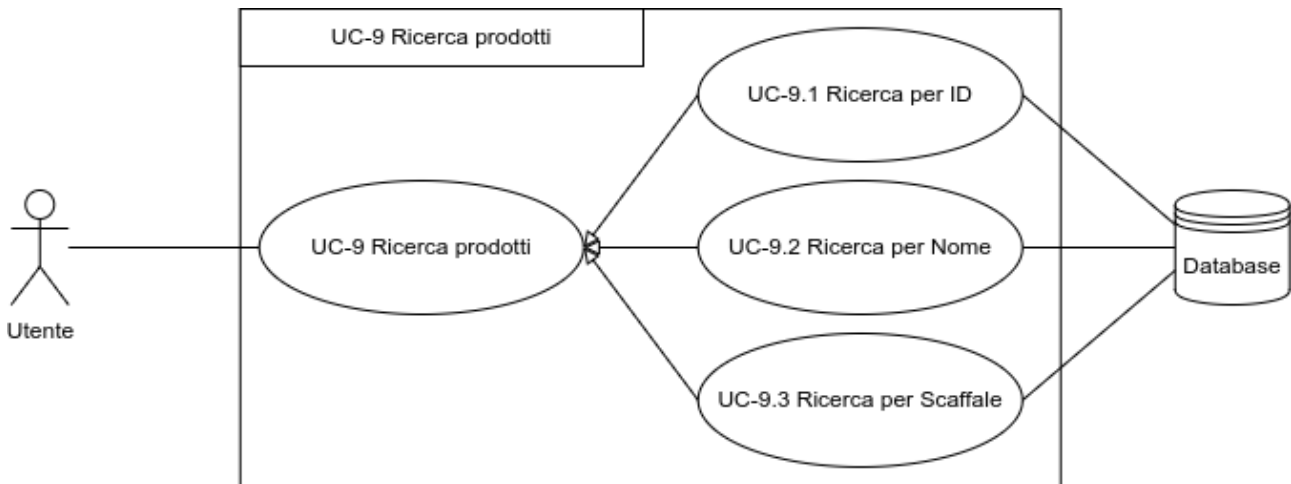 UC-9 Ricerca prodotti
UC-9.1 Ricerca per ID
UC-9 Ricerca prodotti
UC-9.2 Ricerca per Nome
Database
Utente
UC-9.3 Ricerca per Scaffale